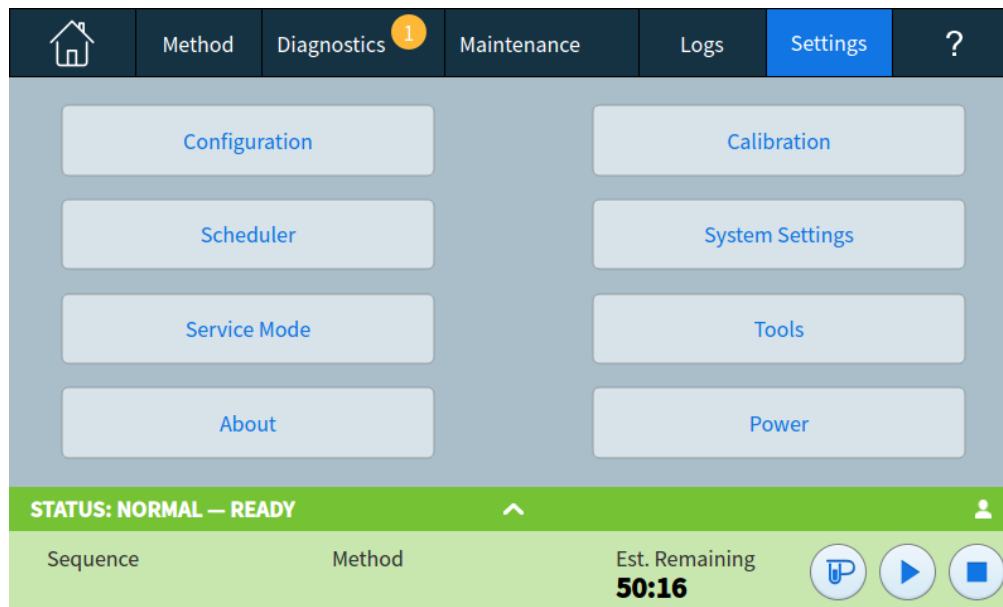 Method Diagnostics 1 Maintenance Logs Settings ?
Configuration Calibration
Scheduler System Settings
Service Mode Tools
About Power
STATUS: NORMAL — READY
Sequence Method Est. Remaining
50:16